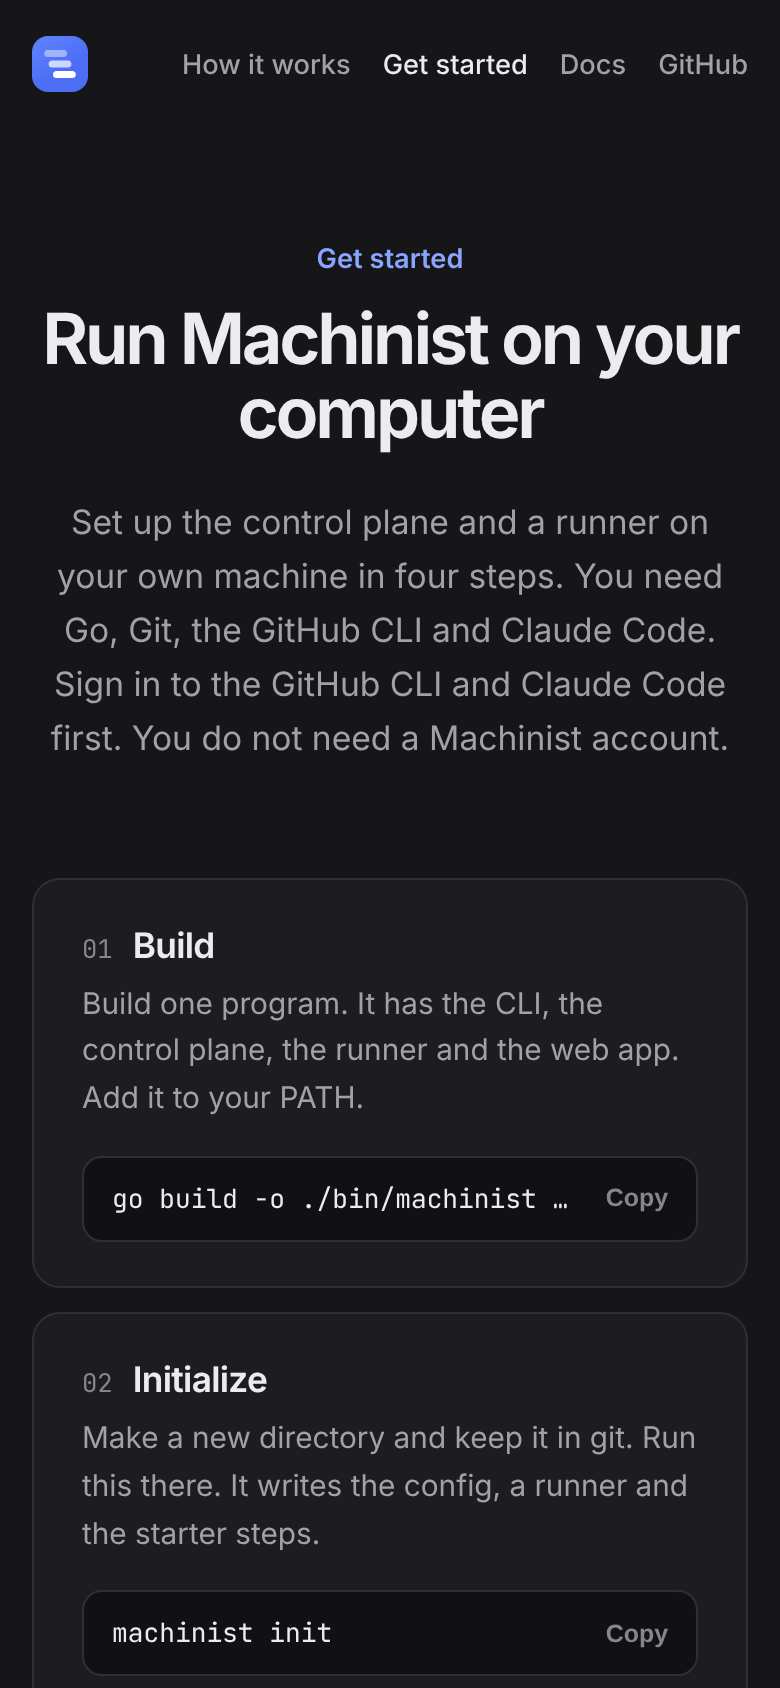 How it works Get started Docs GitHub
Get started
Run Machinist on your
computer
Set up the control plane and a runner on
your own machine in four steps. You need
Go, Git, the GitHub CLI and Claude Code.
Sign in to the GitHub CLI and Claude Code
first. You do not need a Machinist account.
01 Build
Build one program. It has the CLI, the
control plane, the runner and the web app.
Add it to your PATH.
go build -o ./bin/machinist … Copy
02 Initialize
Make a new directory and keep it in git. Run
this there. It writes the config, a runner and
the starter steps.
machinist init Copy